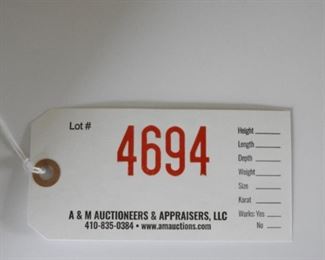 Lot #
4694
Height
Length
Depth
Weight
Size
Karat
Works: Yes
No
A & M AUCTIONEERS & APPRAISERS, LLC
410-835-0384 • www.amauctions.com